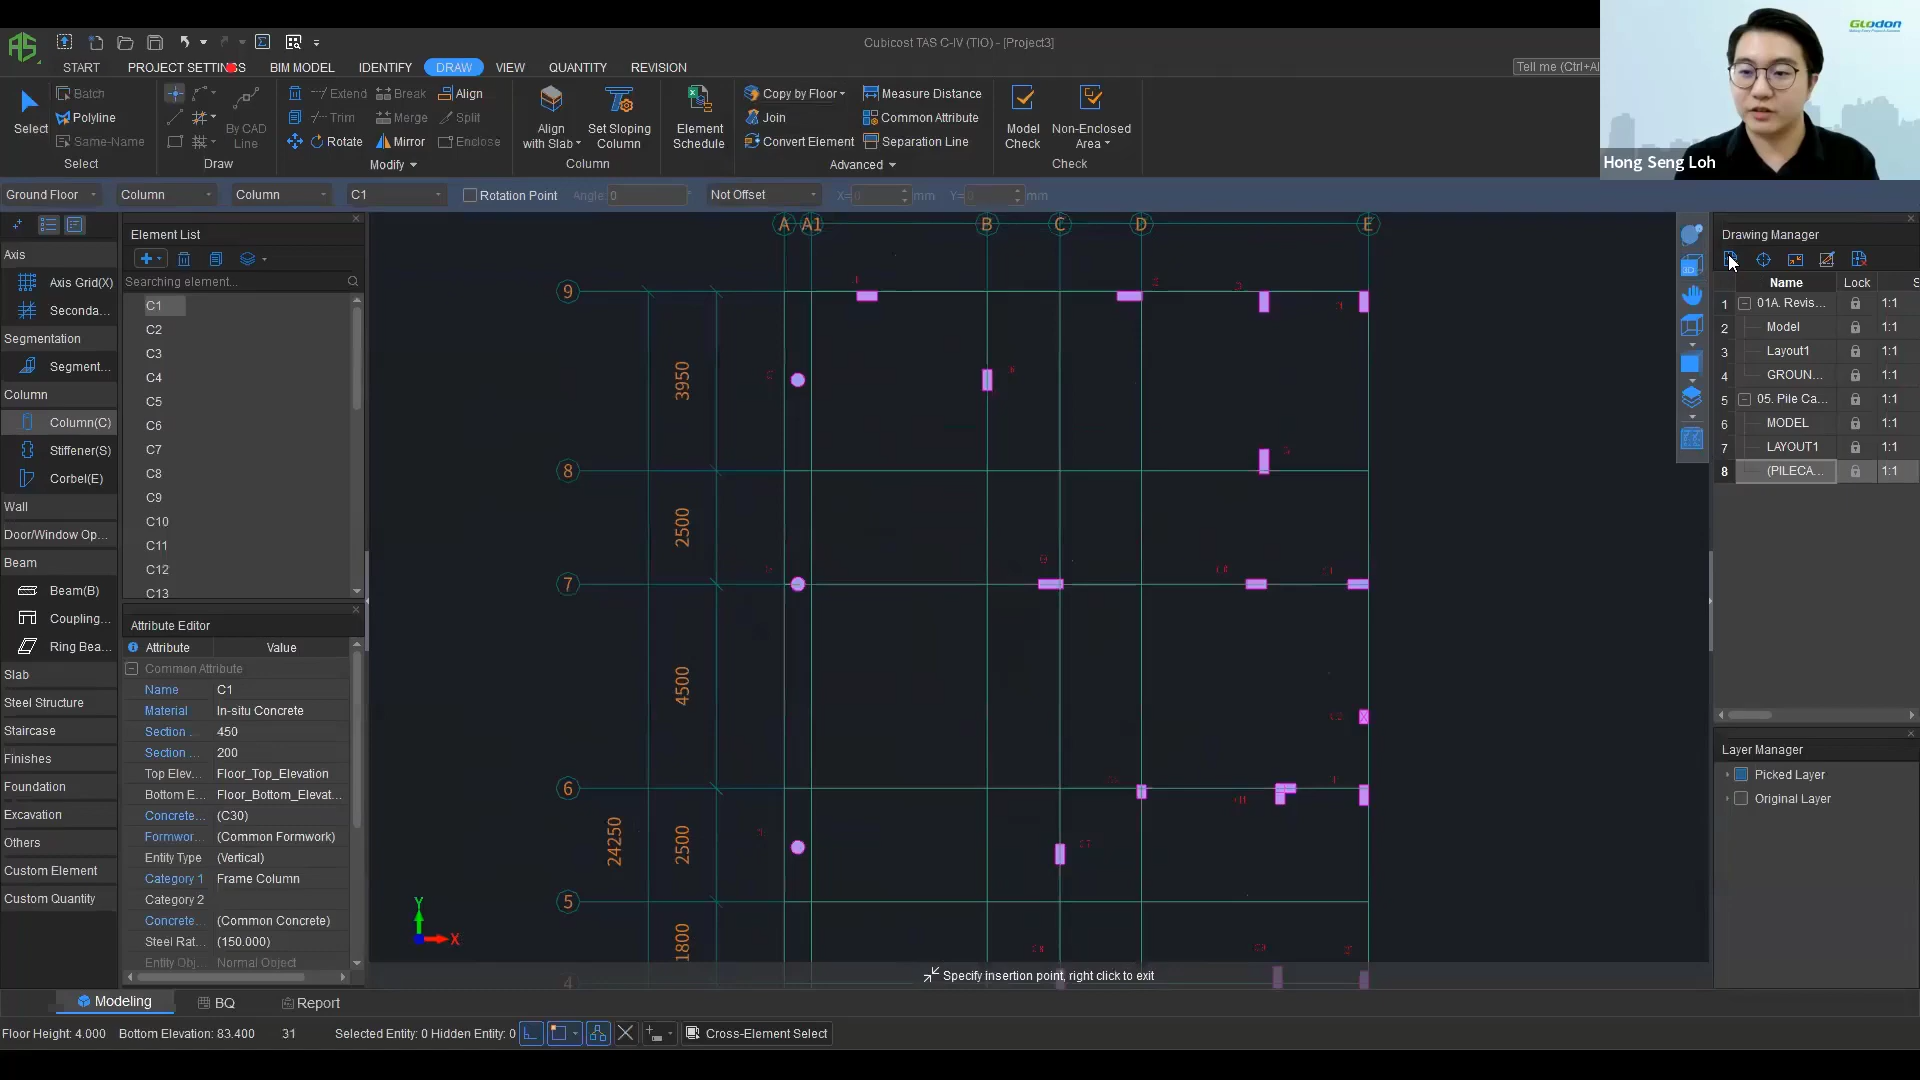 Cubicost TAS C-IV (TIO) - [Project3]
Glodon
START PROJECT SETTINGS BIM MODEL IDENTIFY DRAW VIEW QUANTITY REVISION
Tell me (Ctrl+Al
Select
Batch
Polyline
Same-Name
Select
By CAD
Line
Draw
Extend Break Align
Trim Merge Split
Rotate Mirror Enclose
Modify
Align
with Slab
Set Sloping
Column
Column
Element
Schedule
Copy by Floor Measure Distance
Join Common Attribute
Convert Element Separation Line
Advanced
Model
Check
Non-Enclosed
Area
Check
Hong Seng Loh
Ground Floor Column Column C1 Rotation Point Angle: 0 Not Offset X= 0 mm Y= 0 mm
Axis
Axis Grid(X)
Seconda...
Segmentation
Segment...
Column
Column(C)
Stiffener(S)
Corbel(E)
Wall
Door/Window Op...
Beam
Beam(B)
Coupling...
Ring Bea...
Slab
Steel Structure
Staircase
Finishes
Foundation
Excavation
Others
Custom Element
Custom Quantity
Element List
Searching element...
C1
C2
C3
C4
C5
C6
C7
C8
C9
C10
C11
C12
C13
Attribute Editor
Attribute Value
Common Attribute
Name C1
Material In-situ Concrete
Section . 450
Section ... 200
Top Elev... Floor_Top_Elevation
Bottom E... Floor_Bottom_Elevat...
Concrete... (C30)
Formwor... (Common Formwork)
Entity Type (Vertical)
Category 1 Frame Column
Category 2
Concrete... (Common Concrete)
Steel Rat... (150.000)
Entity Obj... Normal Object
A A1 B C D E
9
3950
8
2500
7
4500
6
24250
2500
5
1800
4
Y
X
Specify insertion point, right click to exit
3D
Drawing Manager
Name Lock S
1 01A. Revis... 1:1
2 Model 1:1
3 Layout1 1:1
4 GROUN... 1:1
5 05. Pile Ca... 1:1
6 MODEL 1:1
7 LAYOUT1 1:1
8 (PILECA... 1:1
Layer Manager
Picked Layer
Original Layer
Modeling BQ Report
Floor Height: 4.000 Bottom Elevation: 83.400 31 Selected Entity: 0 Hidden Entity: 0 Cross-Element Select